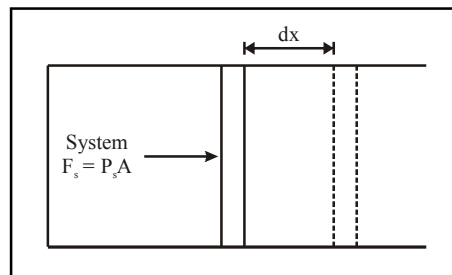 dx
System
Fₛ = PₛA